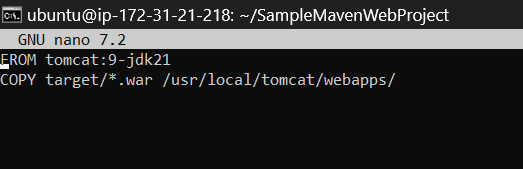 ubuntu@ip-172-31-21-218: ~/SampleMavenWebProject
GNU nano 7.2
FROM tomcat:9-jdk21
COPY target/*.war /usr/local/tomcat/webapps/